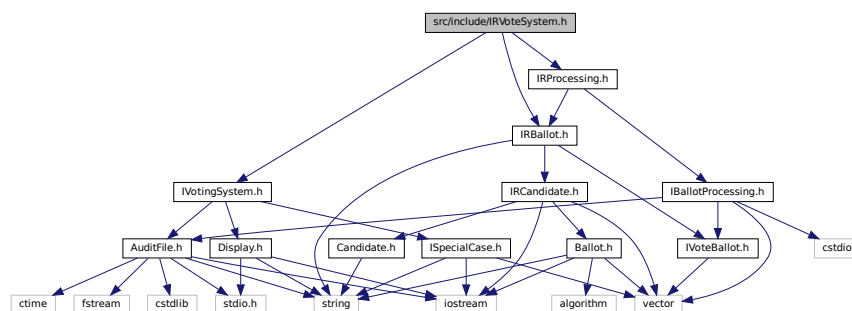 src/include/IRVoteSystem.h
IRProcessing.h
IRBallot.h
IVotingSystem.h
IRCandidate.h
IBallotProcessing.h
AuditFile.h
Display.h
Candidate.h
ISpecialCase.h
Ballot.h
IVoteBallot.h
cstdio
ctime
fstream
cstdlib
stdio.h
string
iostream
algorithm
vector